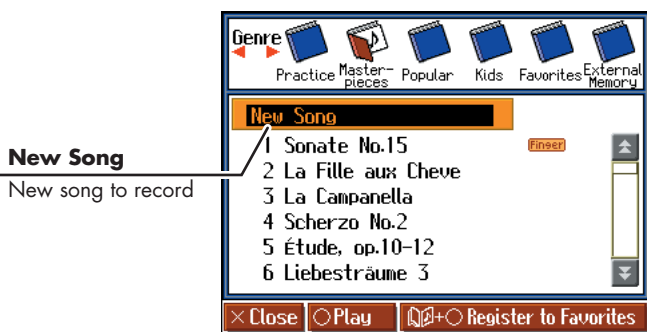 Genre
Practice Master-pieces Popular Kids Favorites External Memory
New Song
1 Sonate No.15 Finger
2 La Fille aux Cheve
3 La Campanella
4 Scherzo No.2
5 Étude, op.10-12
6 Liebesträume 3
× Close ○ Play +○ Register to Favorites
New Song
New song to record